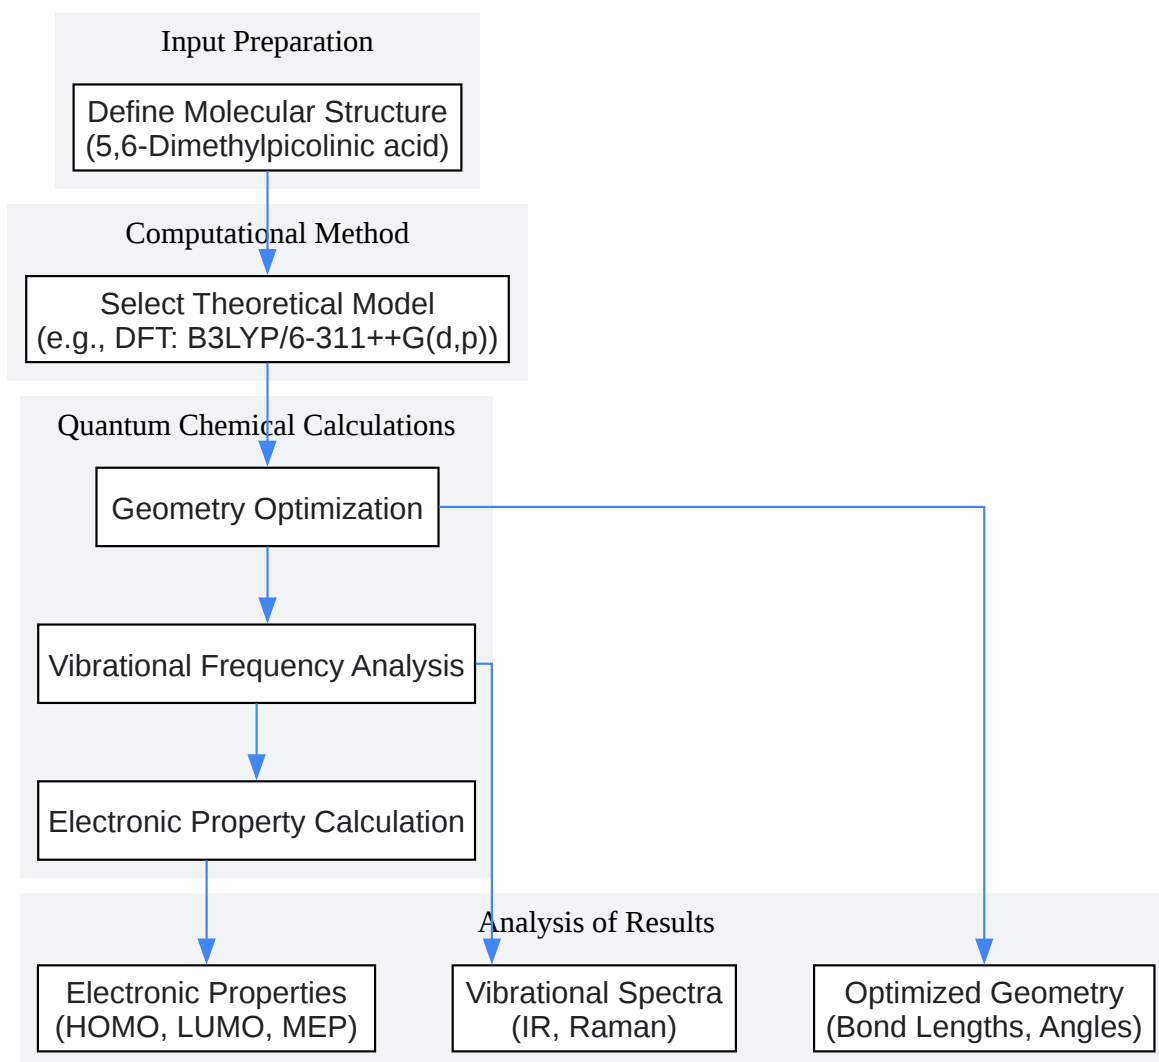 Input Preparation
Define Molecular Structure
(5,6-Dimethylpicolinic acid)
Computational Method
Select Theoretical Model
(e.g., DFT: B3LYP/6-311++G(d,p))
Quantum Chemical Calculations
Geometry Optimization
Vibrational Frequency Analysis
Electronic Property Calculation
Analysis of Results
Electronic Properties
(HOMO, LUMO, MEP)
Vibrational Spectra
(IR, Raman)
Optimized Geometry
(Bond Lengths, Angles)